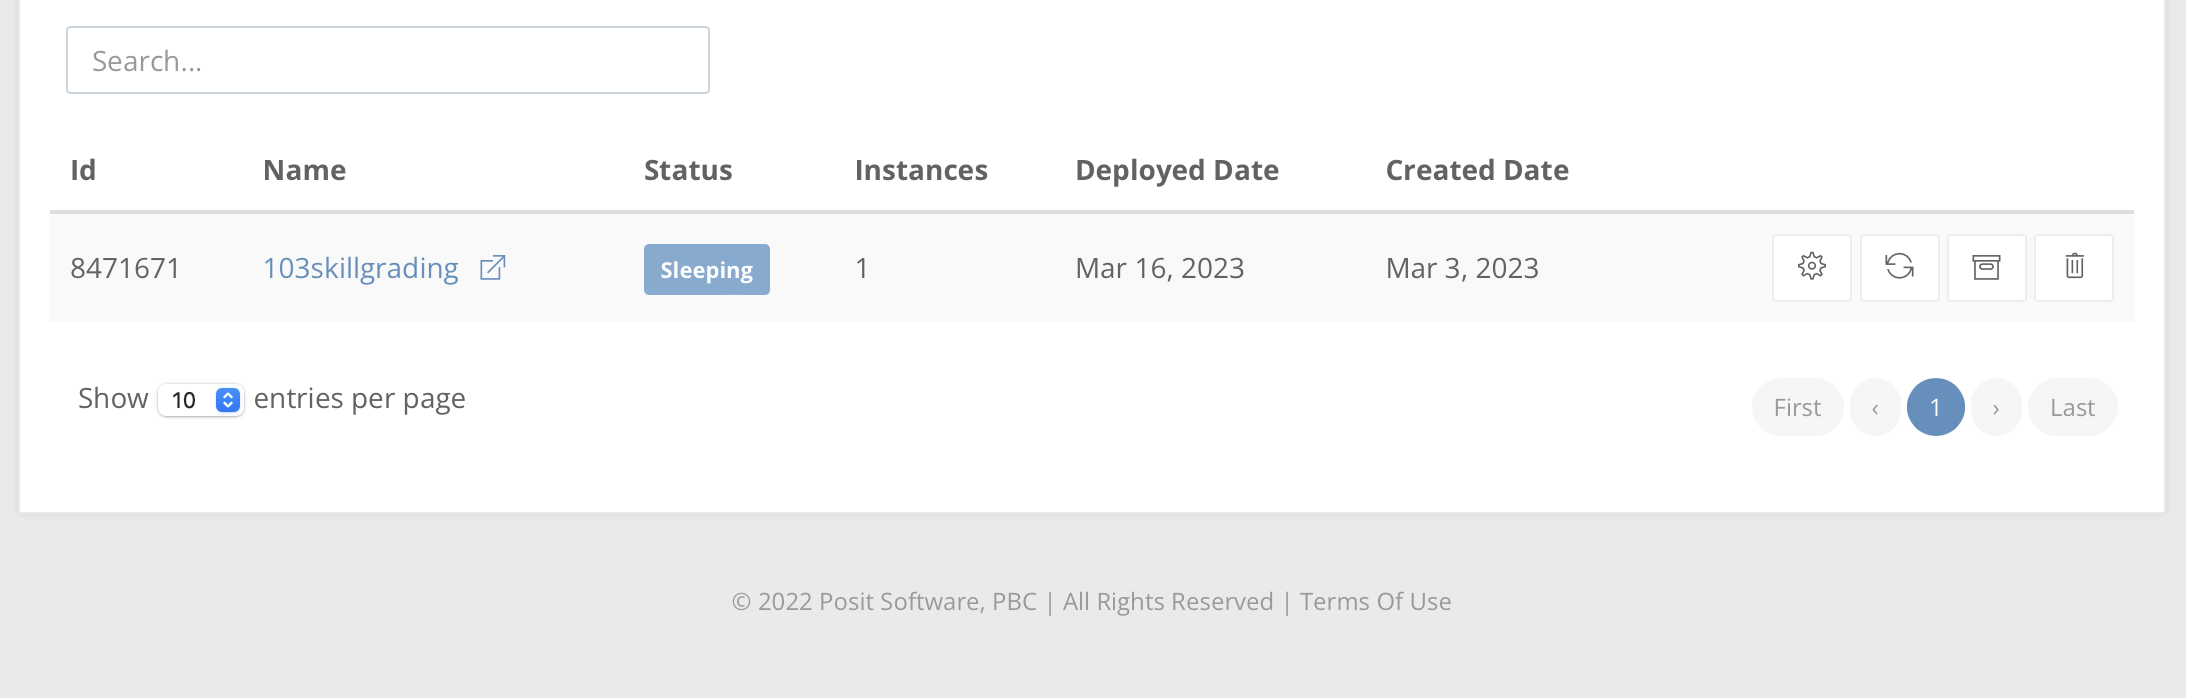 Search...
Id Name Status Instances Deployed Date Created Date
8471671 103skillgrading Sleeping 1 Mar 16, 2023 Mar 3, 2023
Show 10 entries per page First ‹ 1 › Last
© 2022 Posit Software, PBC | All Rights Reserved | Terms Of Use